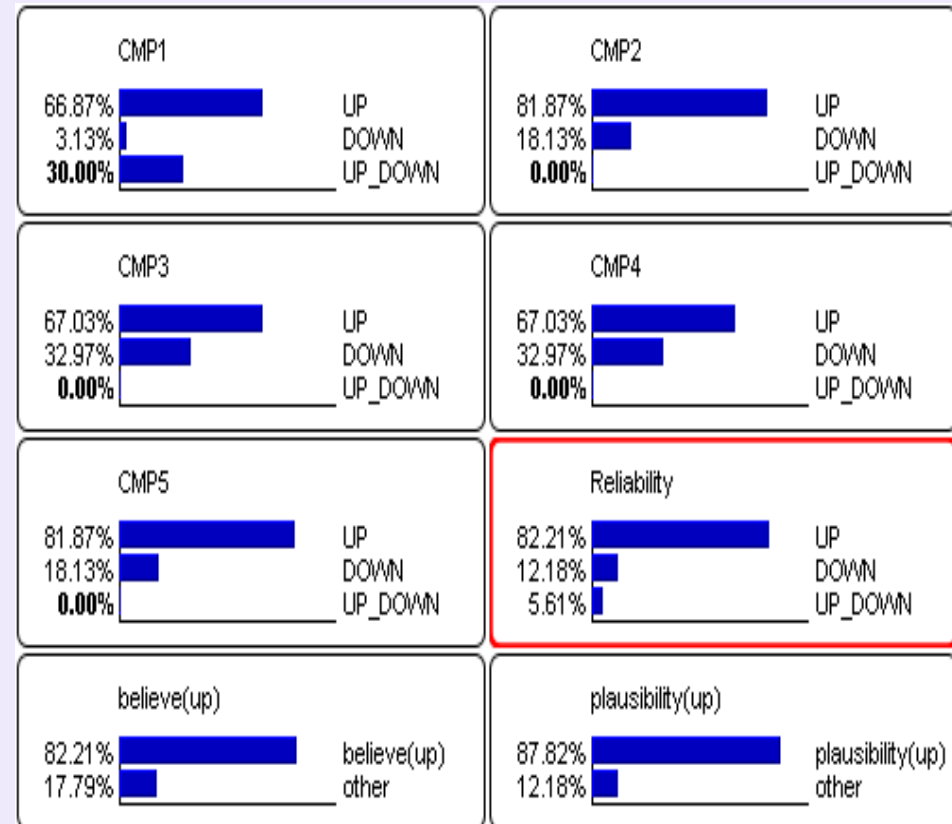 CMP1
66.87% UP
3.13% DOWN
30.00% UP_DOWN
CMP2
81.87% UP
18.13% DOWN
0.00% UP_DOWN
CMP3
67.03% UP
32.97% DOWN
0.00% UP_DOWN
CMP4
67.03% UP
32.97% DOWN
0.00% UP_DOWN
CMP5
81.87% UP
18.13% DOWN
0.00% UP_DOWN
Reliability
82.21% UP
12.18% DOWN
5.61% UP_DOWN
believe(up)
82.21% believe(up)
17.79% other
plausibility(up)
87.82% plausibility(up)
12.18% other